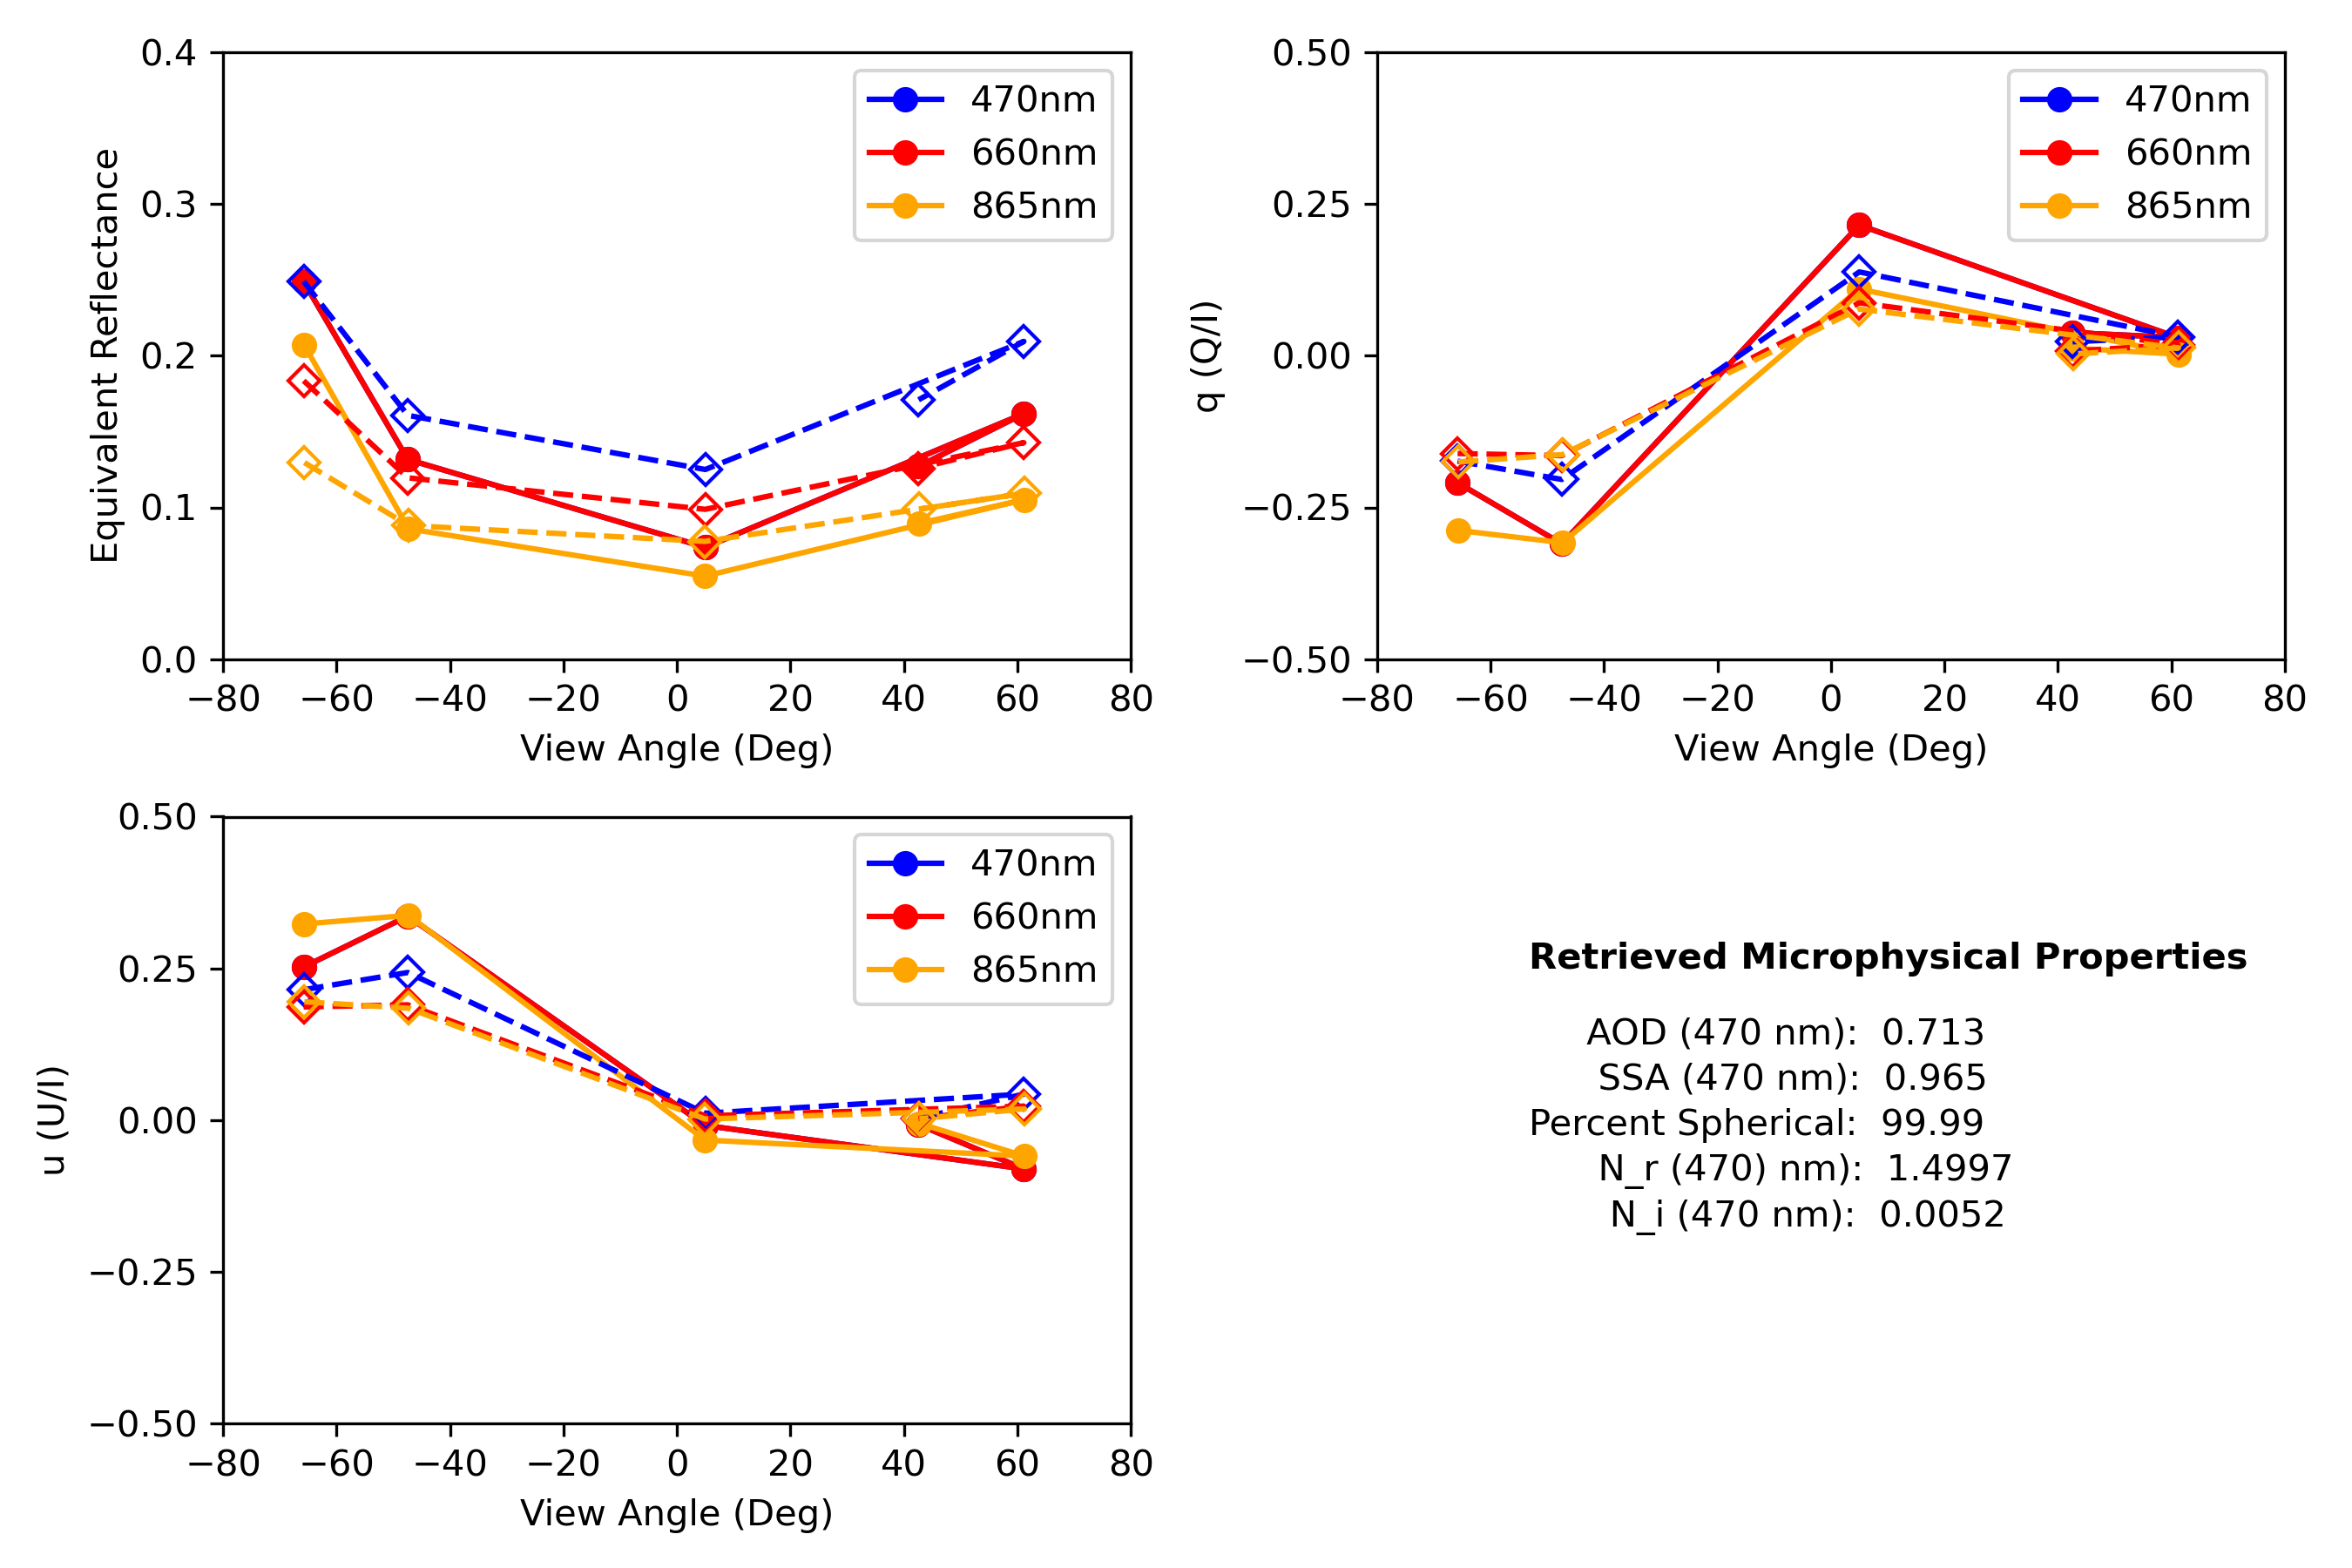 0.4
0.3
0.2
0.1
0.0
Equivalent Reflectance
−80 −60 −40 −20 0 20 40 60 80
View Angle (Deg)
470nm
660nm
865nm
0.50
0.25
0.00
−0.25
−0.50
q (Q/I)
−80 −60 −40 −20 0 20 40 60 80
View Angle (Deg)
470nm
660nm
865nm
0.50
0.25
0.00
−0.25
−0.50
u (U/I)
−80 −60 −40 −20 0 20 40 60 80
View Angle (Deg)
470nm
660nm
865nm
Retrieved Microphysical Properties
AOD (470 nm): 0.713
SSA (470 nm): 0.965
Percent Spherical: 99.99
N_r (470) nm): 1.4997
N_i (470 nm): 0.0052